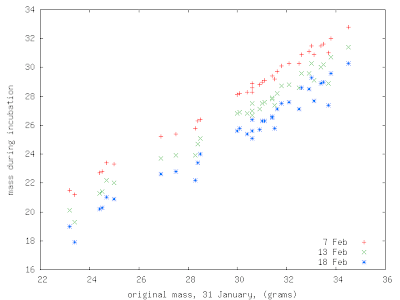 34
32
30
28
26
24
22
20
18
16
mass during incubation
7 Feb
13 Feb
18 Feb
22 24 26 28 30 32 34 36
original mass, 31 January, (grams)